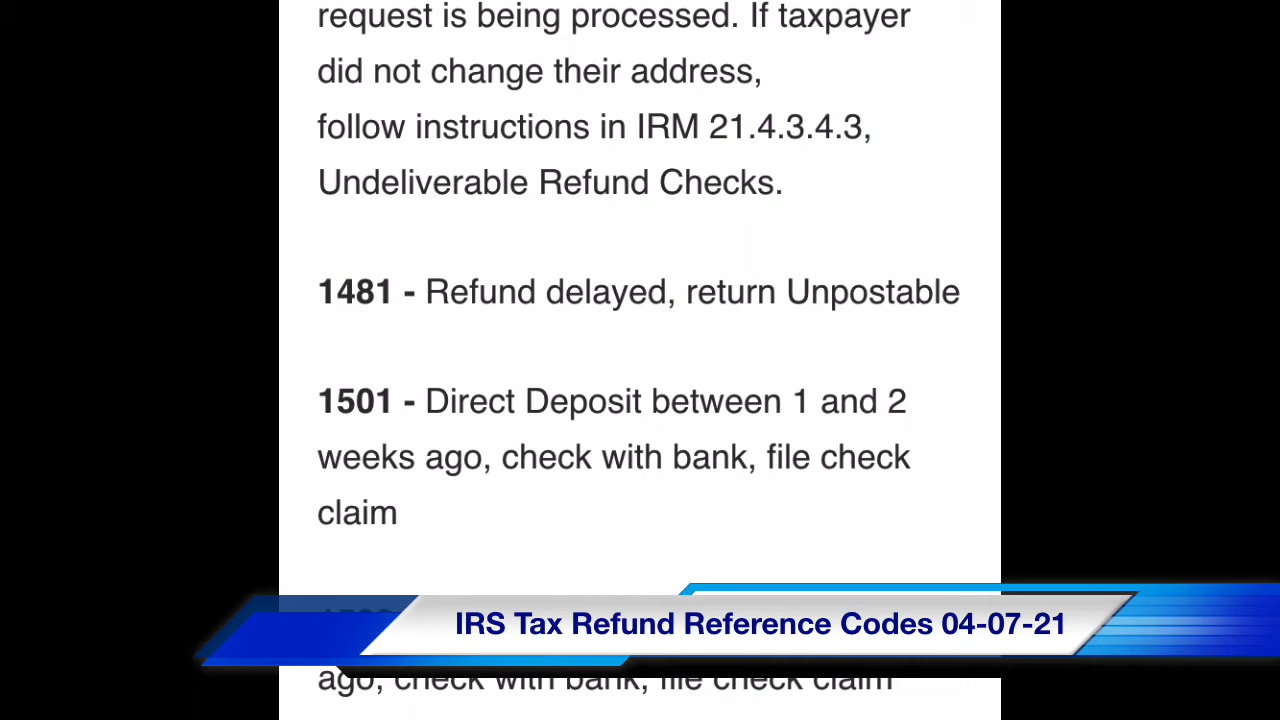 request is being processed. If taxpayer
did not change their address,
follow instructions in IRM 21.4.3.4.3,
Undeliverable Refund Checks.
1481 - Refund delayed, return Unpostable
1501 - Direct Deposit between 1 and 2
weeks ago, check with bank, file check
claim
IRS Tax Refund Reference Codes 04-07-21
ago, check with bank, file check claim